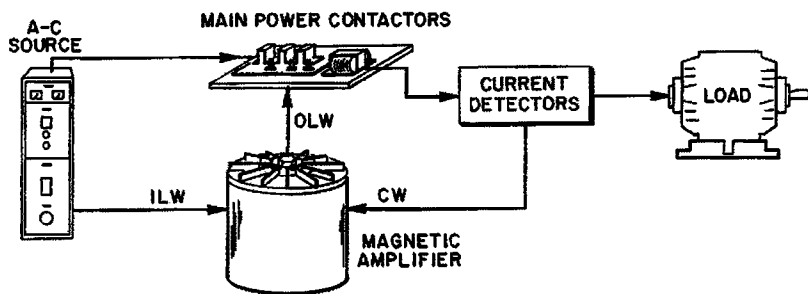 A-C
SOURCE
MAIN POWER CONTACTORS
CURRENT
DETECTORS
LOAD
OLW
ILW
CW
MAGNETIC
AMPLIFIER